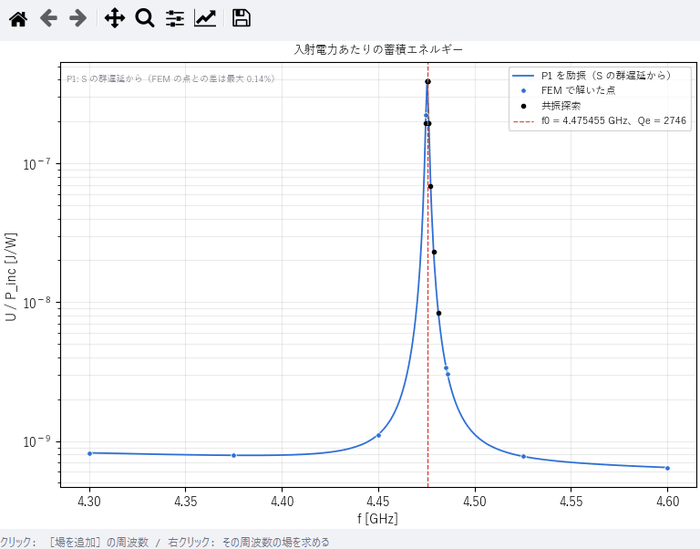 入射電力あたりの蓄積エネルギー
P1: S の群遅延から（FEM の点との差は最大 0.14%）
P1 を励振（S の群遅延から）
FEM で解いた点
共振探索
f0 = 4.475455 GHz、Qe = 2746
U / P_inc [J/W]
10⁻⁷
10⁻⁸
10⁻⁹
4.30 4.35 4.40 4.45 4.50 4.55 4.60
f [GHz]
クリック: ［場を追加］の周波数 / 右クリック: その周波数の場を求める